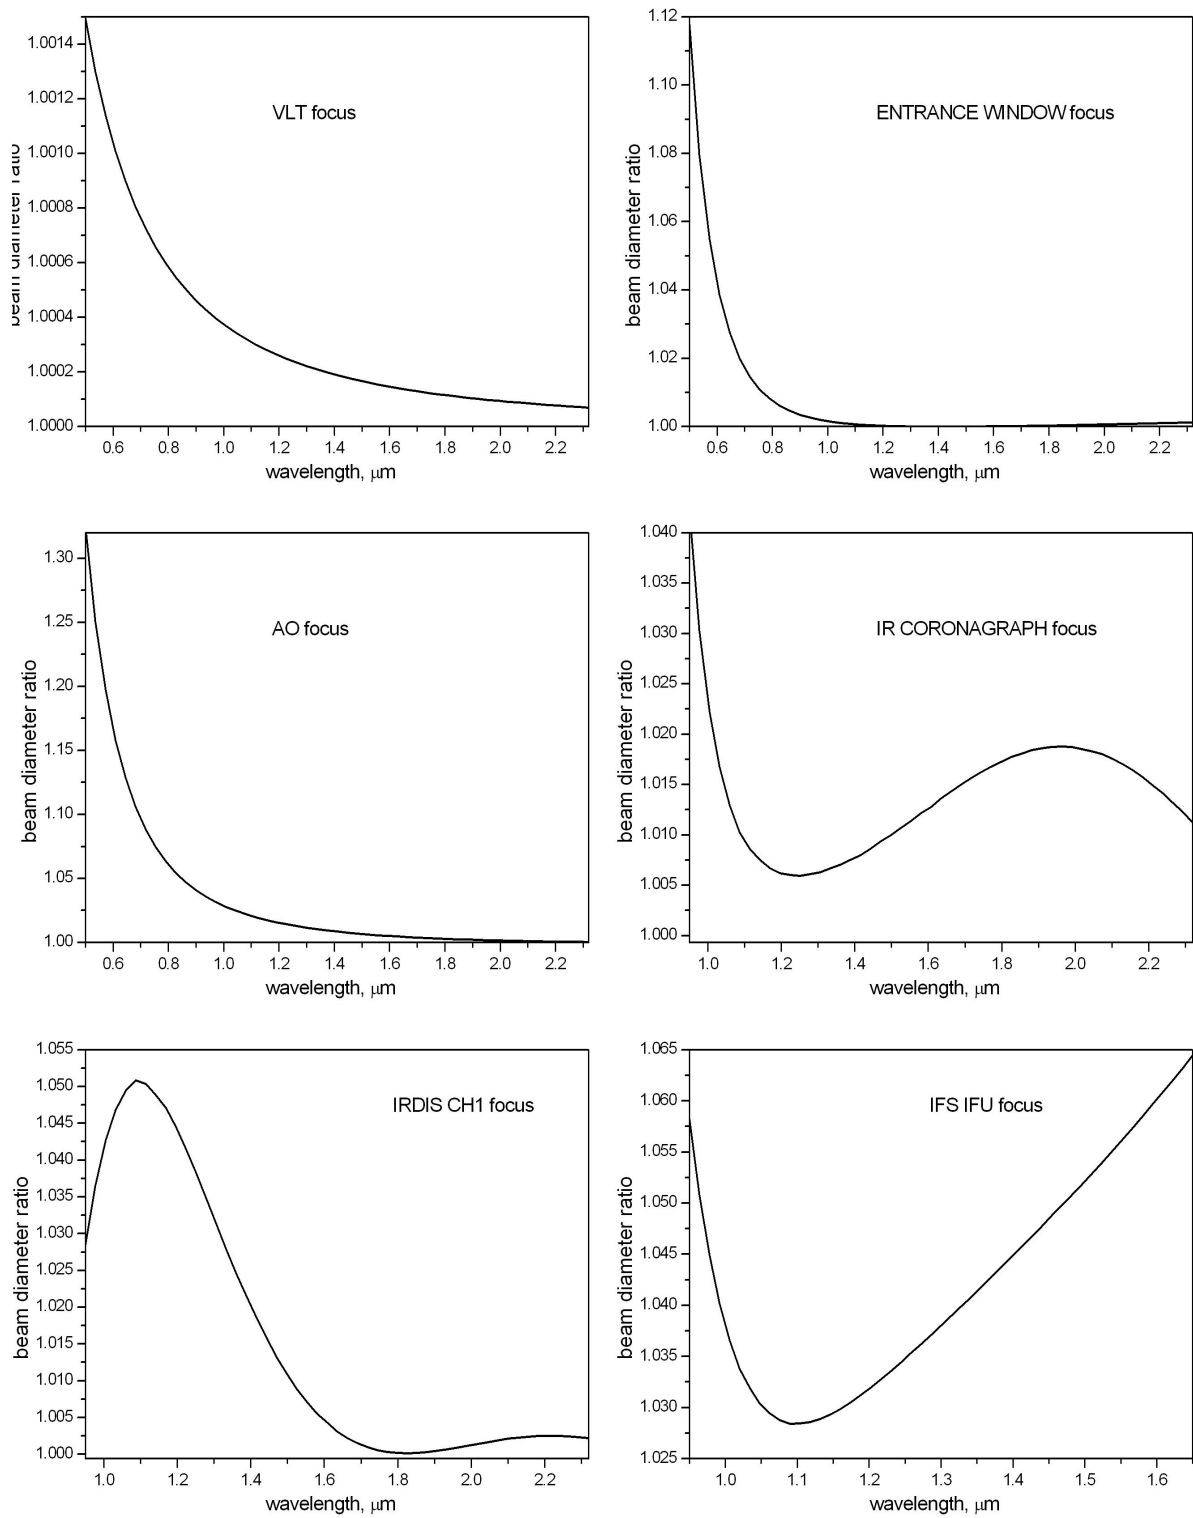 1.0014
1.0012
1.0010
1.0008
1.0006
1.0004
1.0002
1.0000
beam diameter ratio
VLT focus
0.6 0.8 1.0 1.2 1.4 1.6 1.8 2.0 2.2
wavelength, μm
1.12
1.10
1.08
1.06
1.04
1.02
1.00
beam diameter ratio
ENTRANCE WINDOW focus
0.6 0.8 1.0 1.2 1.4 1.6 1.8 2.0 2.2
wavelength, μm
1.30
1.25
1.20
1.15
1.10
1.05
1.00
beam diameter ratio
AO focus
0.6 0.8 1.0 1.2 1.4 1.6 1.8 2.0 2.2
wavelength, μm
1.040
1.035
1.030
1.025
1.020
1.015
1.010
1.005
1.000
beam diameter ratio
IR CORONAGRAPH focus
1.0 1.2 1.4 1.6 1.8 2.0 2.2
wavelength, μm
1.055
1.050
1.045
1.040
1.035
1.030
1.025
1.020
1.015
1.010
1.005
1.000
beam diameter ratio
IRDIS CH1 focus
1.0 1.2 1.4 1.6 1.8 2.0 2.2
wavelength, μm
1.065
1.060
1.055
1.050
1.045
1.040
1.035
1.030
1.025
beam diameter ratio
IFS IFU focus
1.0 1.1 1.2 1.3 1.4 1.5 1.6
wavelength, μm